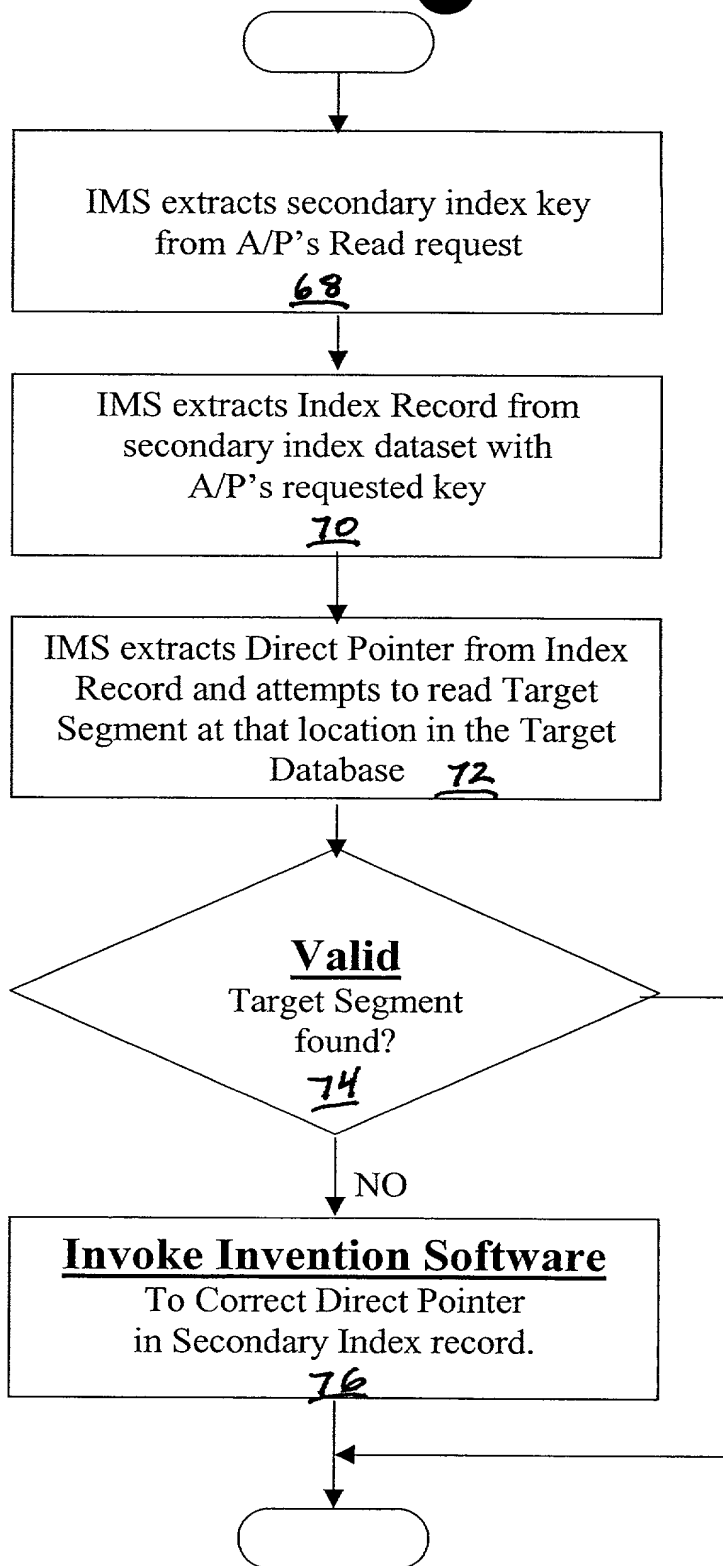 IMS extracts secondary index key
from A/P's Read request
68
IMS extracts Index Record from
secondary index dataset with
A/P's requested key
70
IMS extracts Direct Pointer from Index
Record and attempts to read Target
Segment at that location in the Target
Database 72
Valid
Target Segment
found?
74
NO
Invoke Invention Software
To Correct Direct Pointer
in Secondary Index record.
76